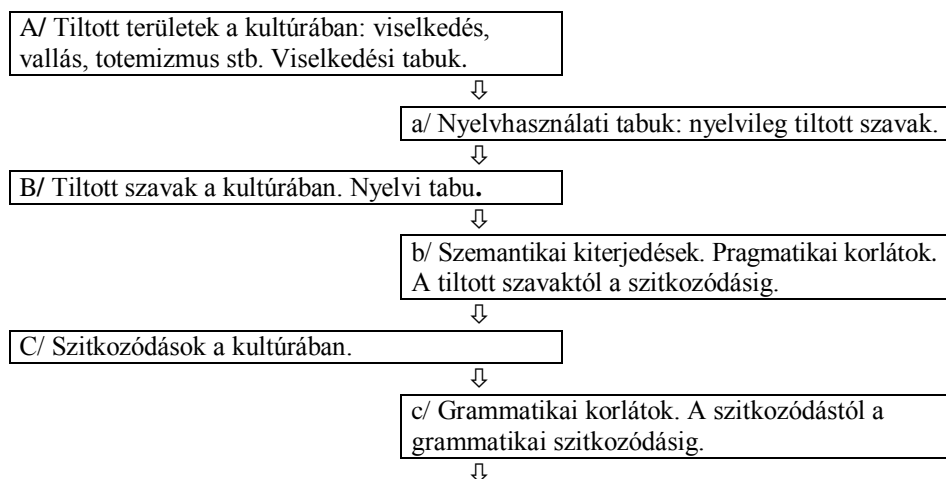 A/ Tiltott területek a kultúrában: viselkedés,
vallás, totemizmus stb. Viselkedési tabuk.
⇩
a/ Nyelvhasználati tabuk: nyelvileg tiltott szavak.
⇩
B/ Tiltott szavak a kultúrában. Nyelvi tabu.
⇩
b/ Szemantikai kiterjedések. Pragmatikai korlátok.
A tiltott szavaktól a szitkozódásig.
⇩
C/ Szitkozódások a kultúrában.
⇩
c/ Grammatikai korlátok. A szitkozódástól a
grammatikai szitkozódásig.
⇩